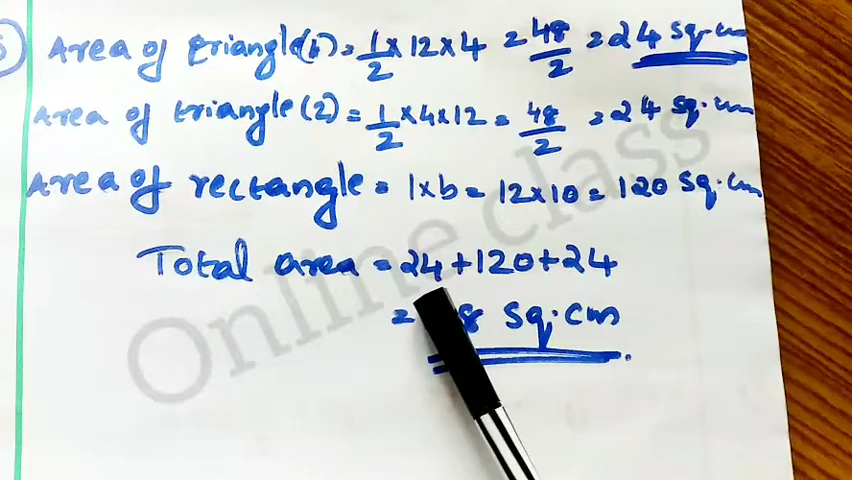 Area of triangle(1) = 1/2 × 12 × 4 = 48/2 = 24 sq.cm
Area of triangle(2) = 1/2 × 4 × 12 = 48/2 = 24 sq.cm
Area of rectangle = l×b = 12×10 = 120 sq.cm
Total area = 24+120+24
= 8 sq.cm
Online class